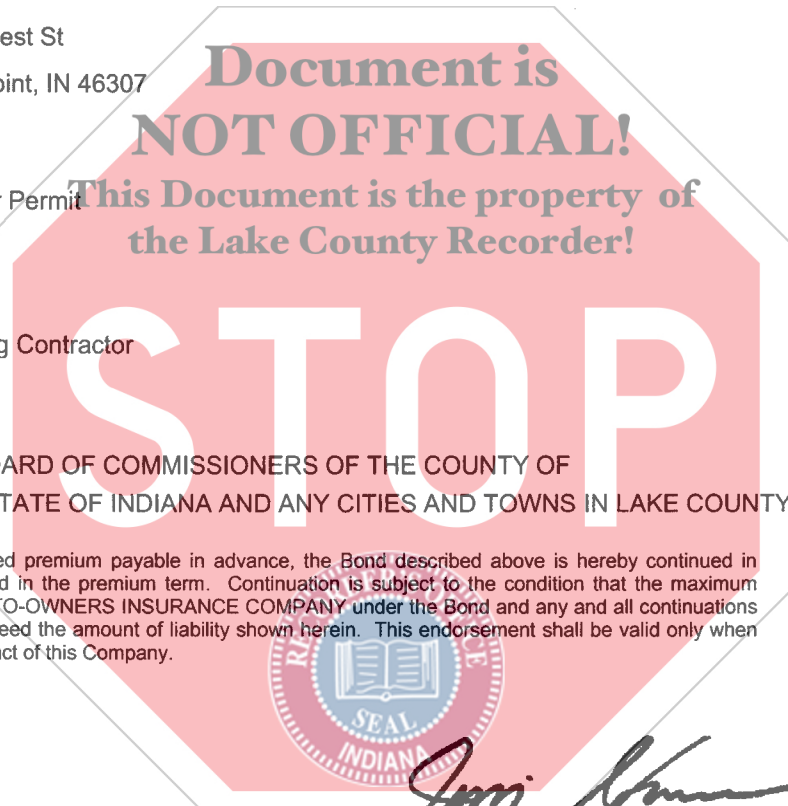 est St
Document is
oint, IN 46307
NOT OFFICIAL!
Permit
This Document is the property of
the Lake County Recorder!
STOP
g Contractor
ARD OF COMMISSIONERS OF THE COUNTY OF
TATE OF INDIANA AND ANY CITIES AND TOWNS IN LAKE COUNTY
ed premium payable in advance, the Bond described above is hereby continued in
d in the premium term. Continuation is subject to the condition that the maximum
TO-OWNERS INSURANCE COMPANY under the Bond and any and all continuations
eed the amount of liability shown herein. This endorsement shall be valid only when
act of this Company.
RECORDER'S OFFICE
SEAL
INDIANA